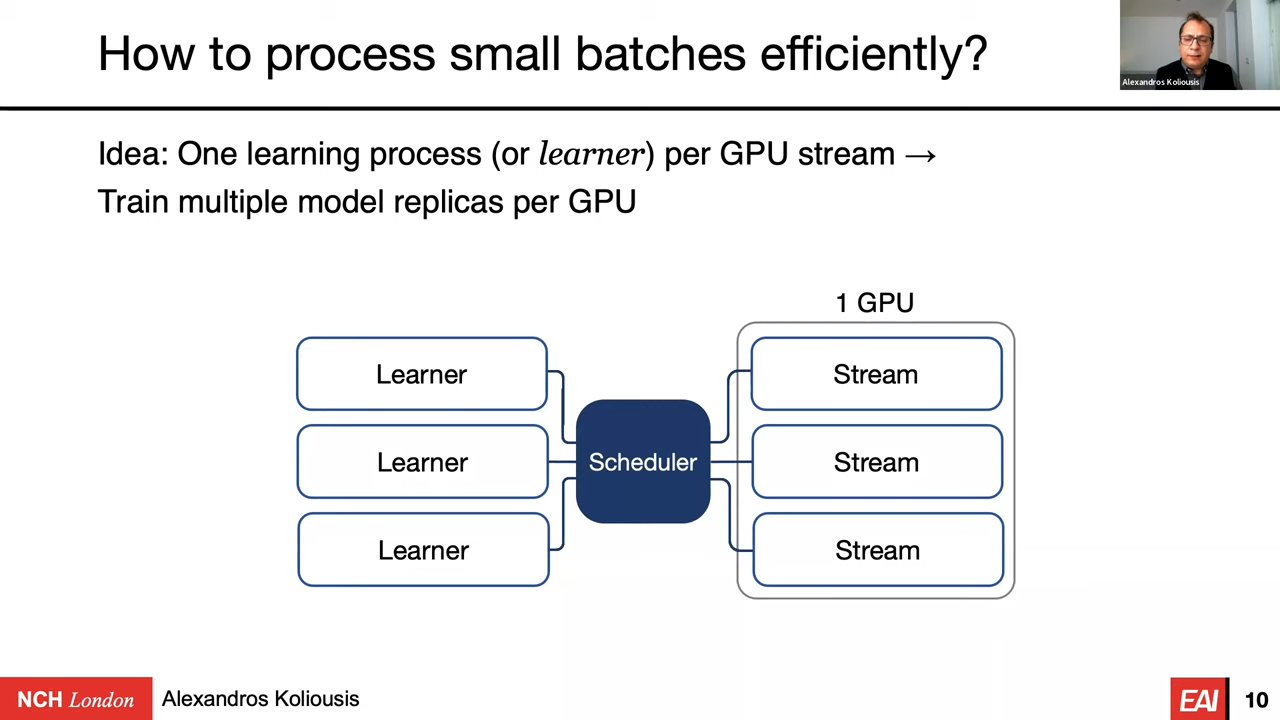 How to process small batches efficiently?
Alexandros Koliousis
Idea: One learning process (or learner) per GPU stream →
Train multiple model replicas per GPU
1 GPU
Learner
Stream
Learner
Scheduler
Stream
Learner
Stream
NCH London
Alexandros Koliousis
EAI
10